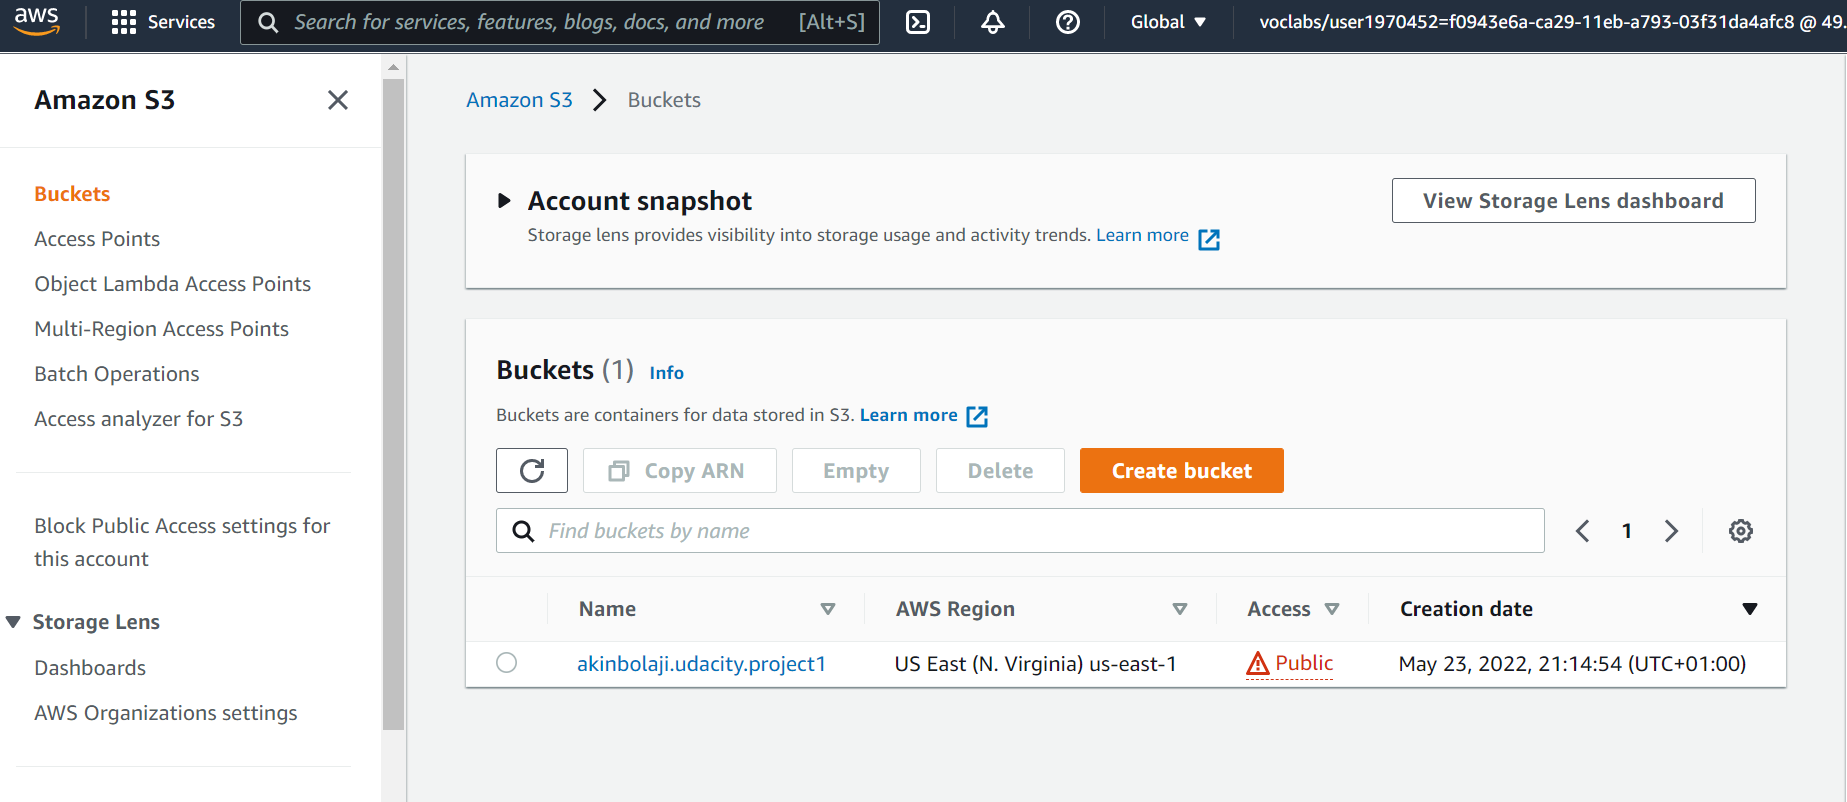 aws
Services
Search for services, features, blogs, docs, and more [Alt+S]
Global
voclabs/user1970452=f0943e6a-ca29-11eb-a793-03f31da4afc8 @ 49.
Amazon S3
Buckets
Access Points
Object Lambda Access Points
Multi-Region Access Points
Batch Operations
Access analyzer for S3
Block Public Access settings for
this account
Storage Lens
Dashboards
AWS Organizations settings
Amazon S3 > Buckets
Account snapshot
View Storage Lens dashboard
Storage lens provides visibility into storage usage and activity trends. Learn more
Buckets (1) Info
Buckets are containers for data stored in S3. Learn more
Copy ARN Empty Delete Create bucket
Find buckets by name
< 1 >
Name AWS Region Access Creation date
akinbolaji.udacity.project1 US East (N. Virginia) us-east-1 Public May 23, 2022, 21:14:54 (UTC+01:00)